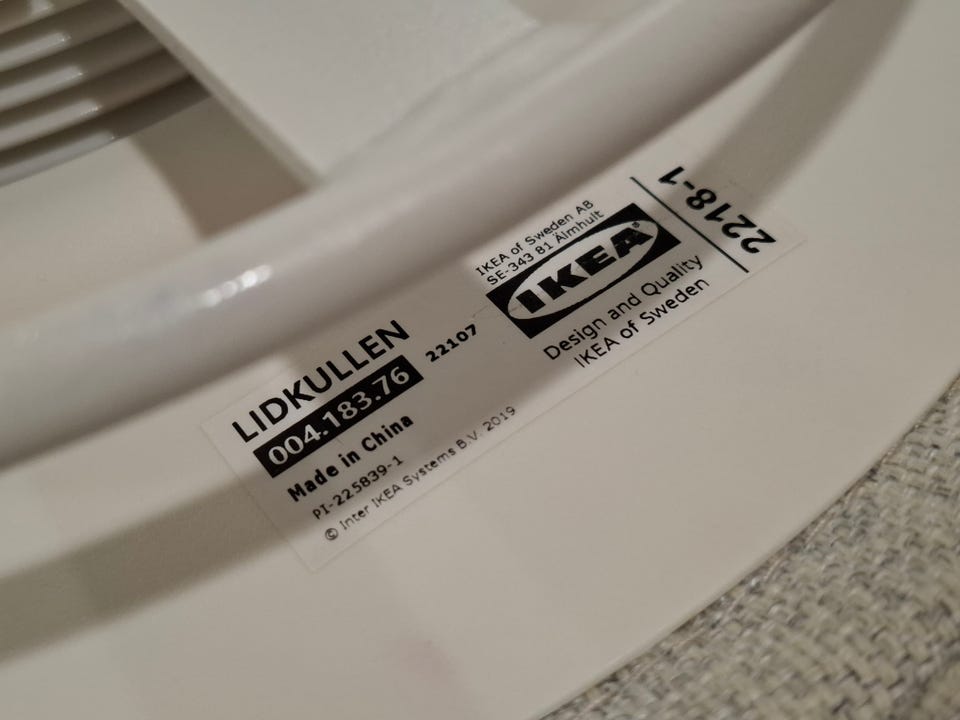 LIDKULLEN
004.183.76
22107
Made in China
PI-225839-1
© Inter IKEA Systems B.V. 2019
IKEA of Sweden AB
SE-343 81 Älmhult
IKEA®
Design and Quality
IKEA of Sweden
2218-1